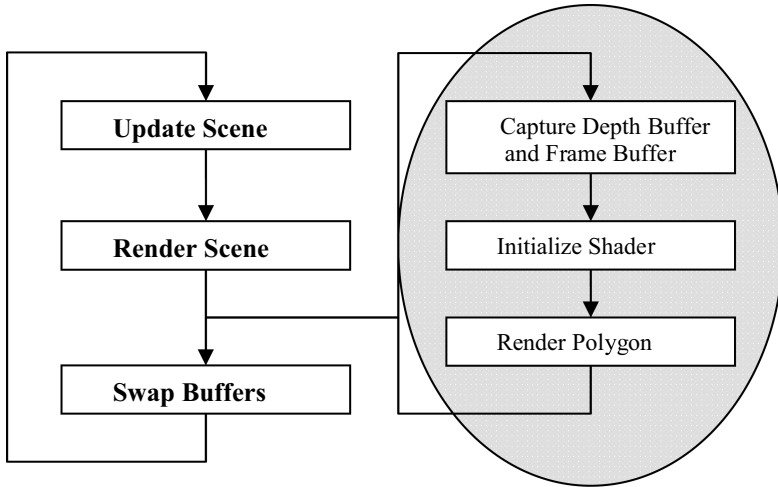 Update Scene
Render Scene
Swap Buffers
Capture Depth Buffer
and Frame Buffer
Initialize Shader
Render Polygon